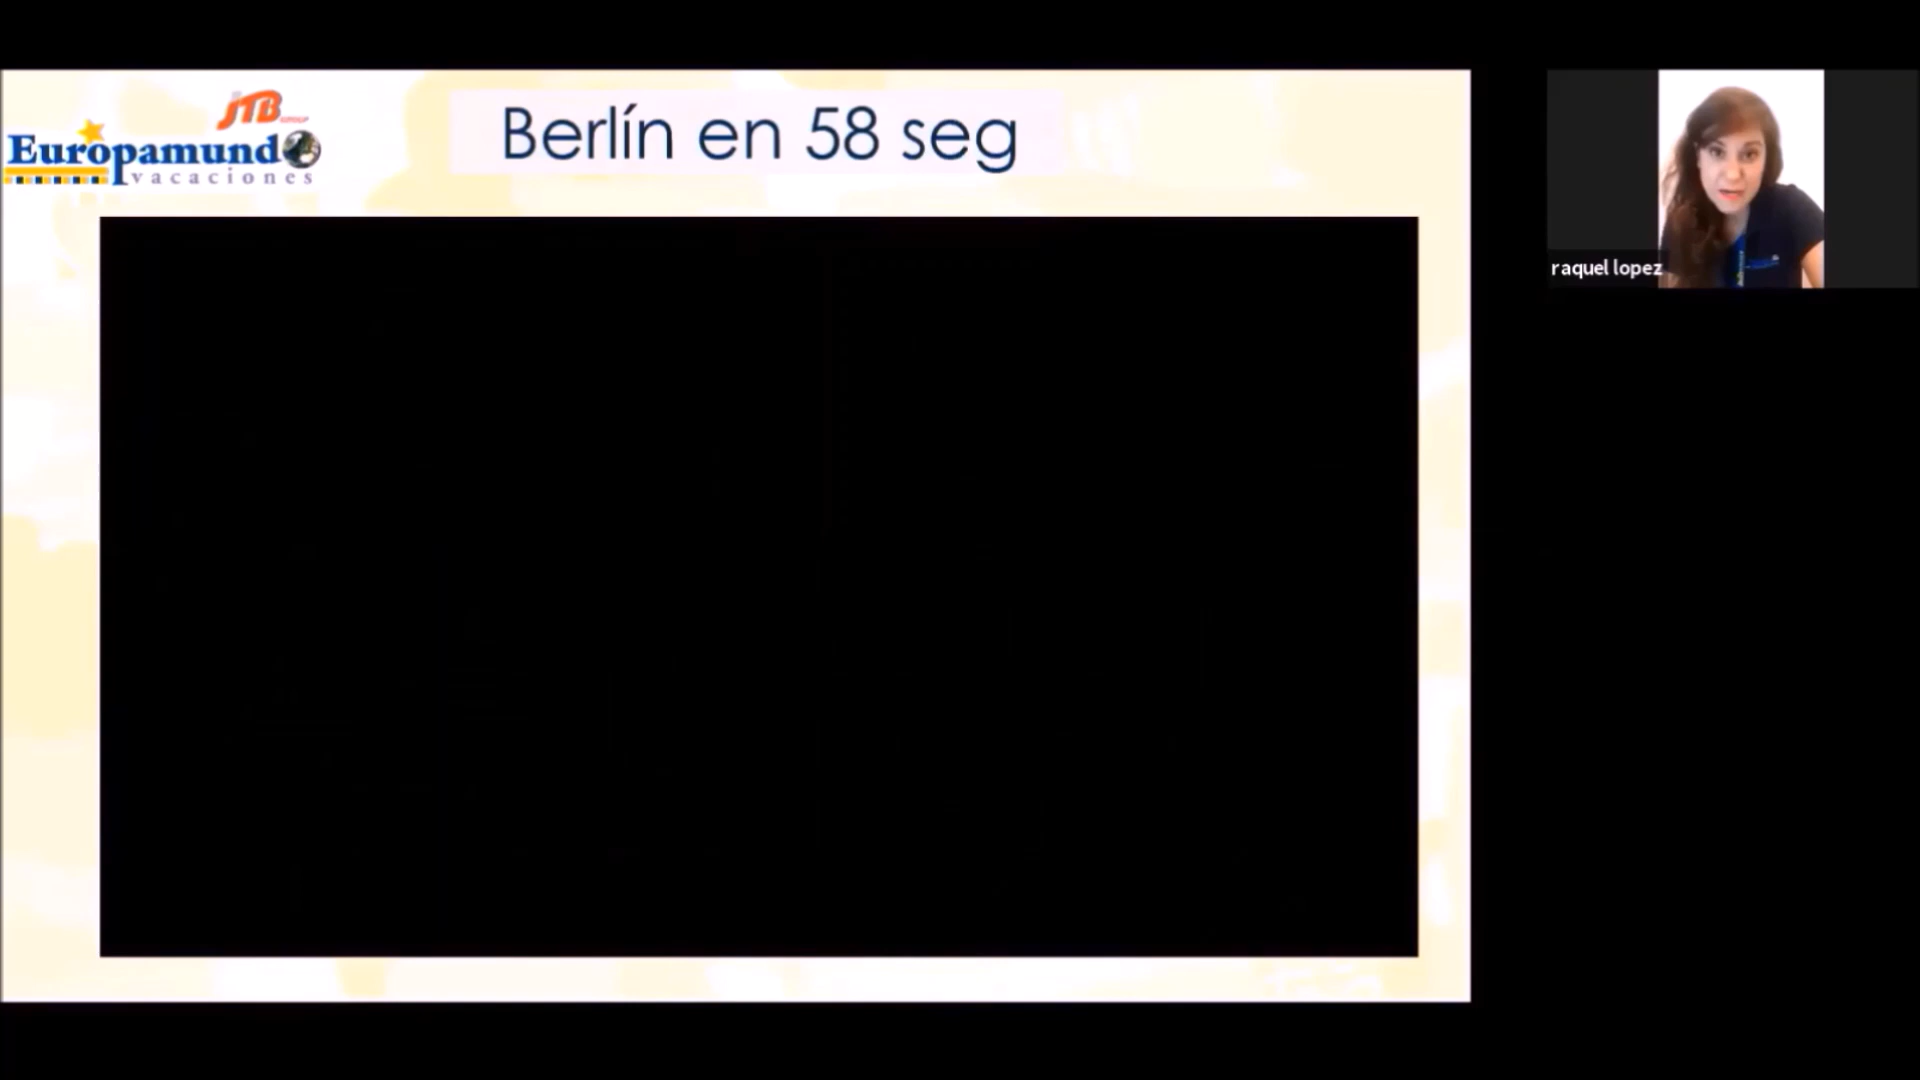 JTB
Europamundo
vacaciones
Berlín en 58 seg
raquel lopez